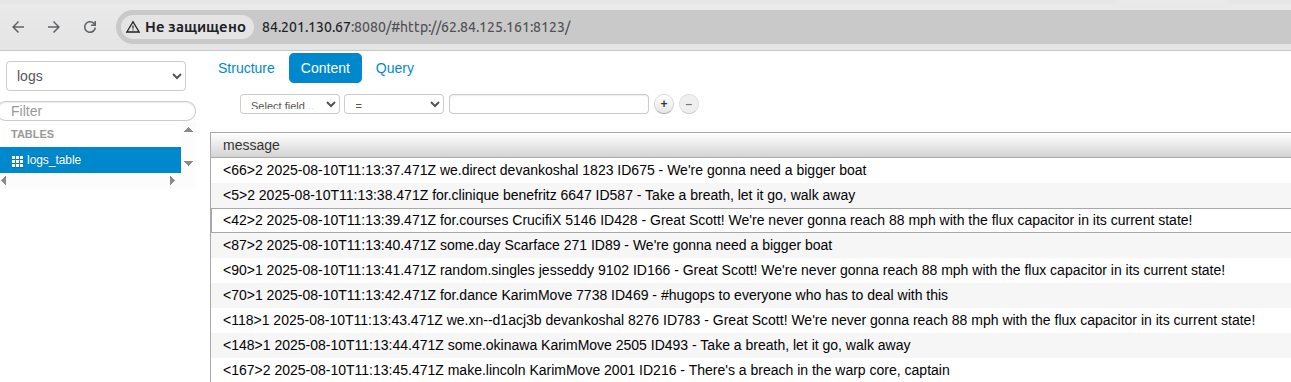 Не защищено 84.201.130.67:8080/#http://62.84.125.161:8123/
logs
Structure Content Query
Select field = + −
Filter
TABLES
logs_table
message
<66>2 2025-08-10T11:13:37.471Z we.direct devankoshal 1823 ID675 - We're gonna need a bigger boat
<5>2 2025-08-10T11:13:38.471Z for.clinique benefritz 6647 ID587 - Take a breath, let it go, walk away
<42>2 2025-08-10T11:13:39.471Z for.courses CrucifiX 5146 ID428 - Great Scott! We're never gonna reach 88 mph with the flux capacitor in its current state!
<87>2 2025-08-10T11:13:40.471Z some.day Scarface 271 ID89 - We're gonna need a bigger boat
<90>1 2025-08-10T11:13:41.471Z random.singles jesseddy 9102 ID166 - Great Scott! We're never gonna reach 88 mph with the flux capacitor in its current state!
<70>1 2025-08-10T11:13:42.471Z for.dance KarimMove 7738 ID469 - #hugops to everyone who has to deal with this
<118>1 2025-08-10T11:13:43.471Z we.xn--d1acj3b devankoshal 8276 ID783 - Great Scott! We're never gonna reach 88 mph with the flux capacitor in its current state!
<148>1 2025-08-10T11:13:44.471Z some.okinawa KarimMove 2505 ID493 - Take a breath, let it go, walk away
<167>2 2025-08-10T11:13:45.471Z make.lincoln KarimMove 2001 ID216 - There's a breach in the warp core, captain